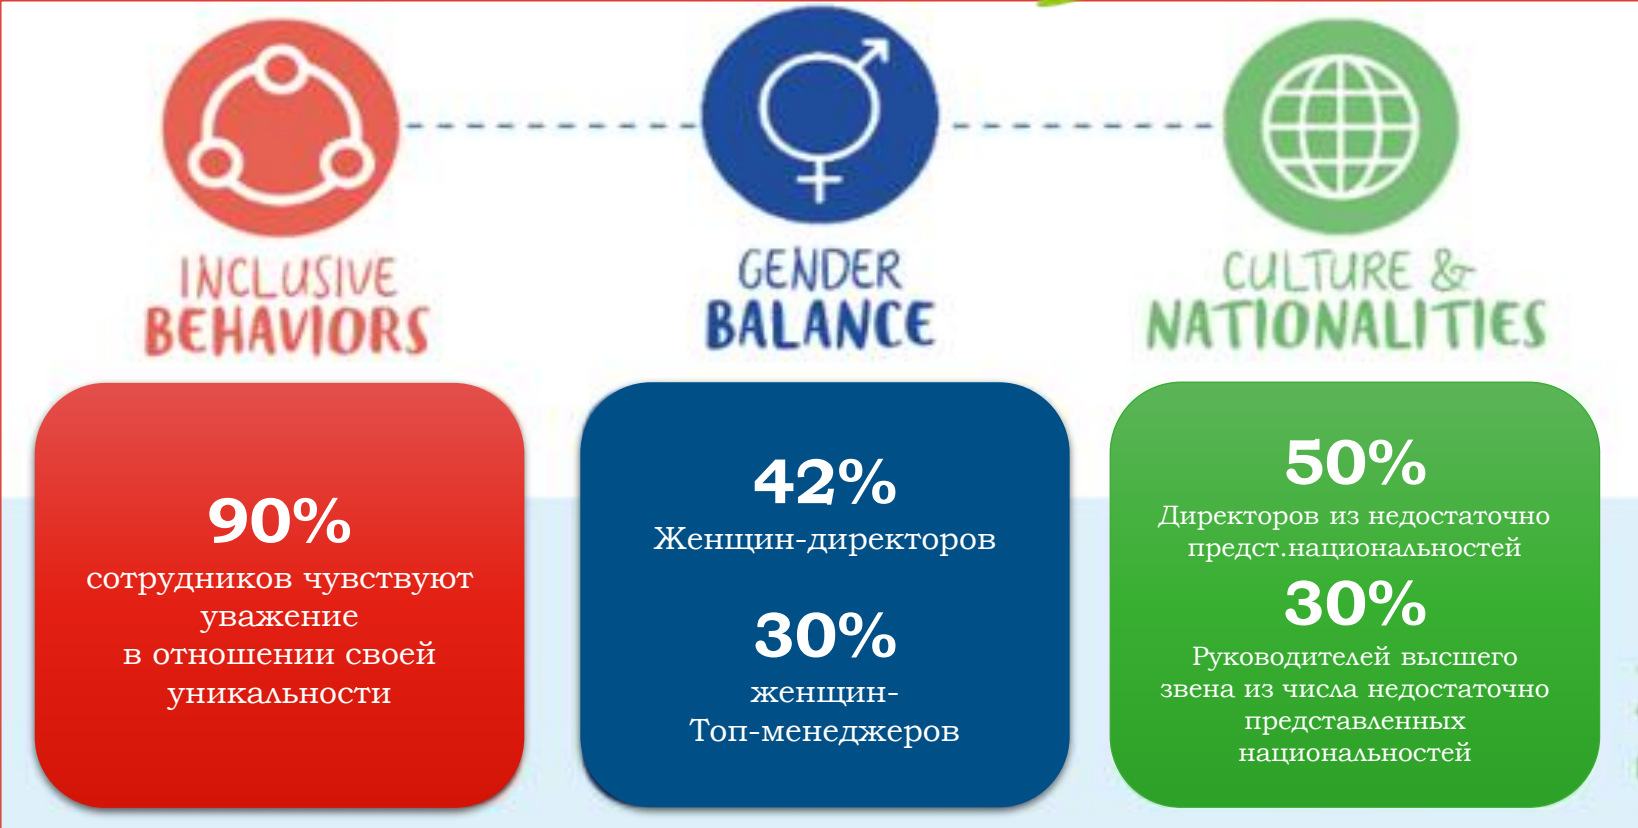 INCLUSIVE
BEHAVIORS
90%
сотрудников чувствуют
уважение
в отношении своей
уникальности
GENDER
BALANCE
42%
Женщин-директоров
30%
женщин-
Топ-менеджеров
CULTURE &
NATIONALITIES
50%
Директоров из недостаточно
предст.национальностей
30%
Руководителей высшего
звена из числа недостаточно
представленных
национальностей